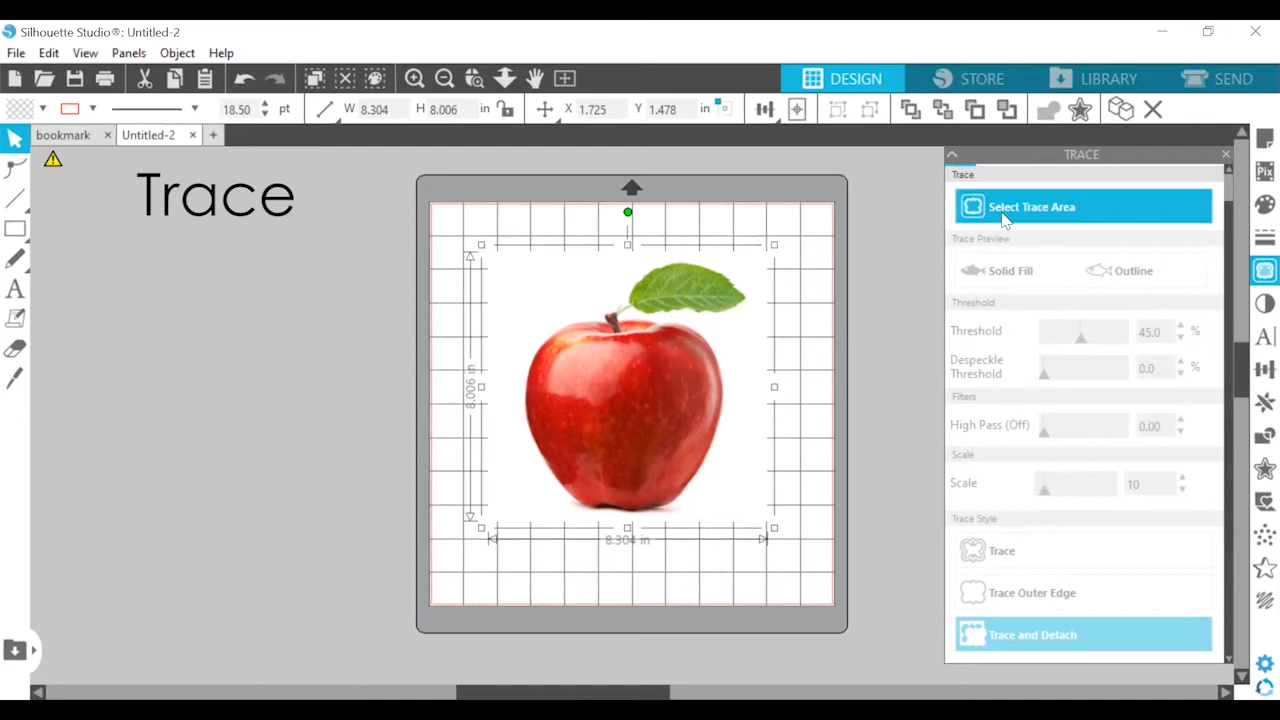 Silhouette Studio®: Untitled-2
File Edit View Panels Object Help
DESIGN STORE LIBRARY SEND
18.50 pt W 8.304 H 8.006 in X 1.725 Y 1.478 in
bookmark × Untitled-2 × +
TRACE
Trace
Trace
Select Trace Area
Trace Preview
Solid Fill Outline
Threshold
Threshold 45.0 %
Despeckle
Threshold 0.0 %
Filters
High Pass (Off) 0.00
Scale
Scale 10
Trace Style
Trace
Trace Outer Edge
Trace and Detach
8.006 in
8.304 in
A
Pix
A